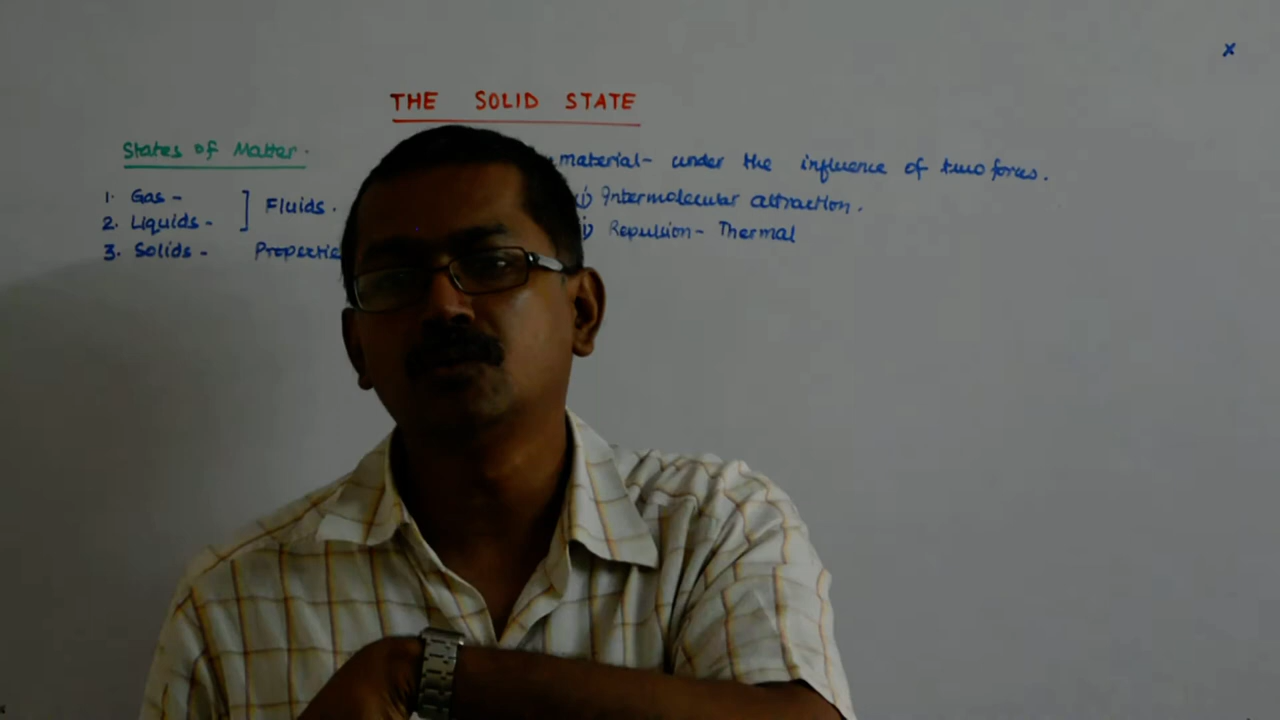 x
THE SOLID STATE
States of Matter.
1. Gas -
2. Liquids -
] Fluids.
3. Solids - Propertie
material- under the influence of two forces.
i) Intermolecular attraction.
i) Repulsion- Thermal